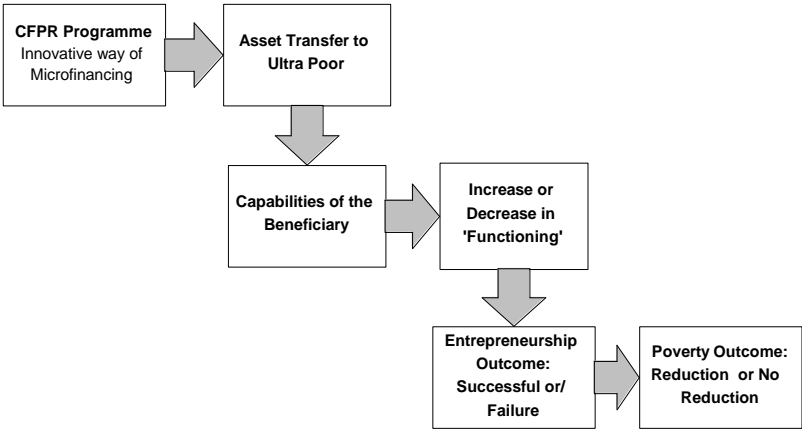 CFPR Programme
Innovative way of
Microfinancing
Asset Transfer to
Ultra Poor
Capabilities of the
Beneficiary
Increase or
Decrease in
'Functioning'
Entrepreneurship
Outcome:
Successful or/
Failure
Poverty Outcome:
Reduction or No
Reduction